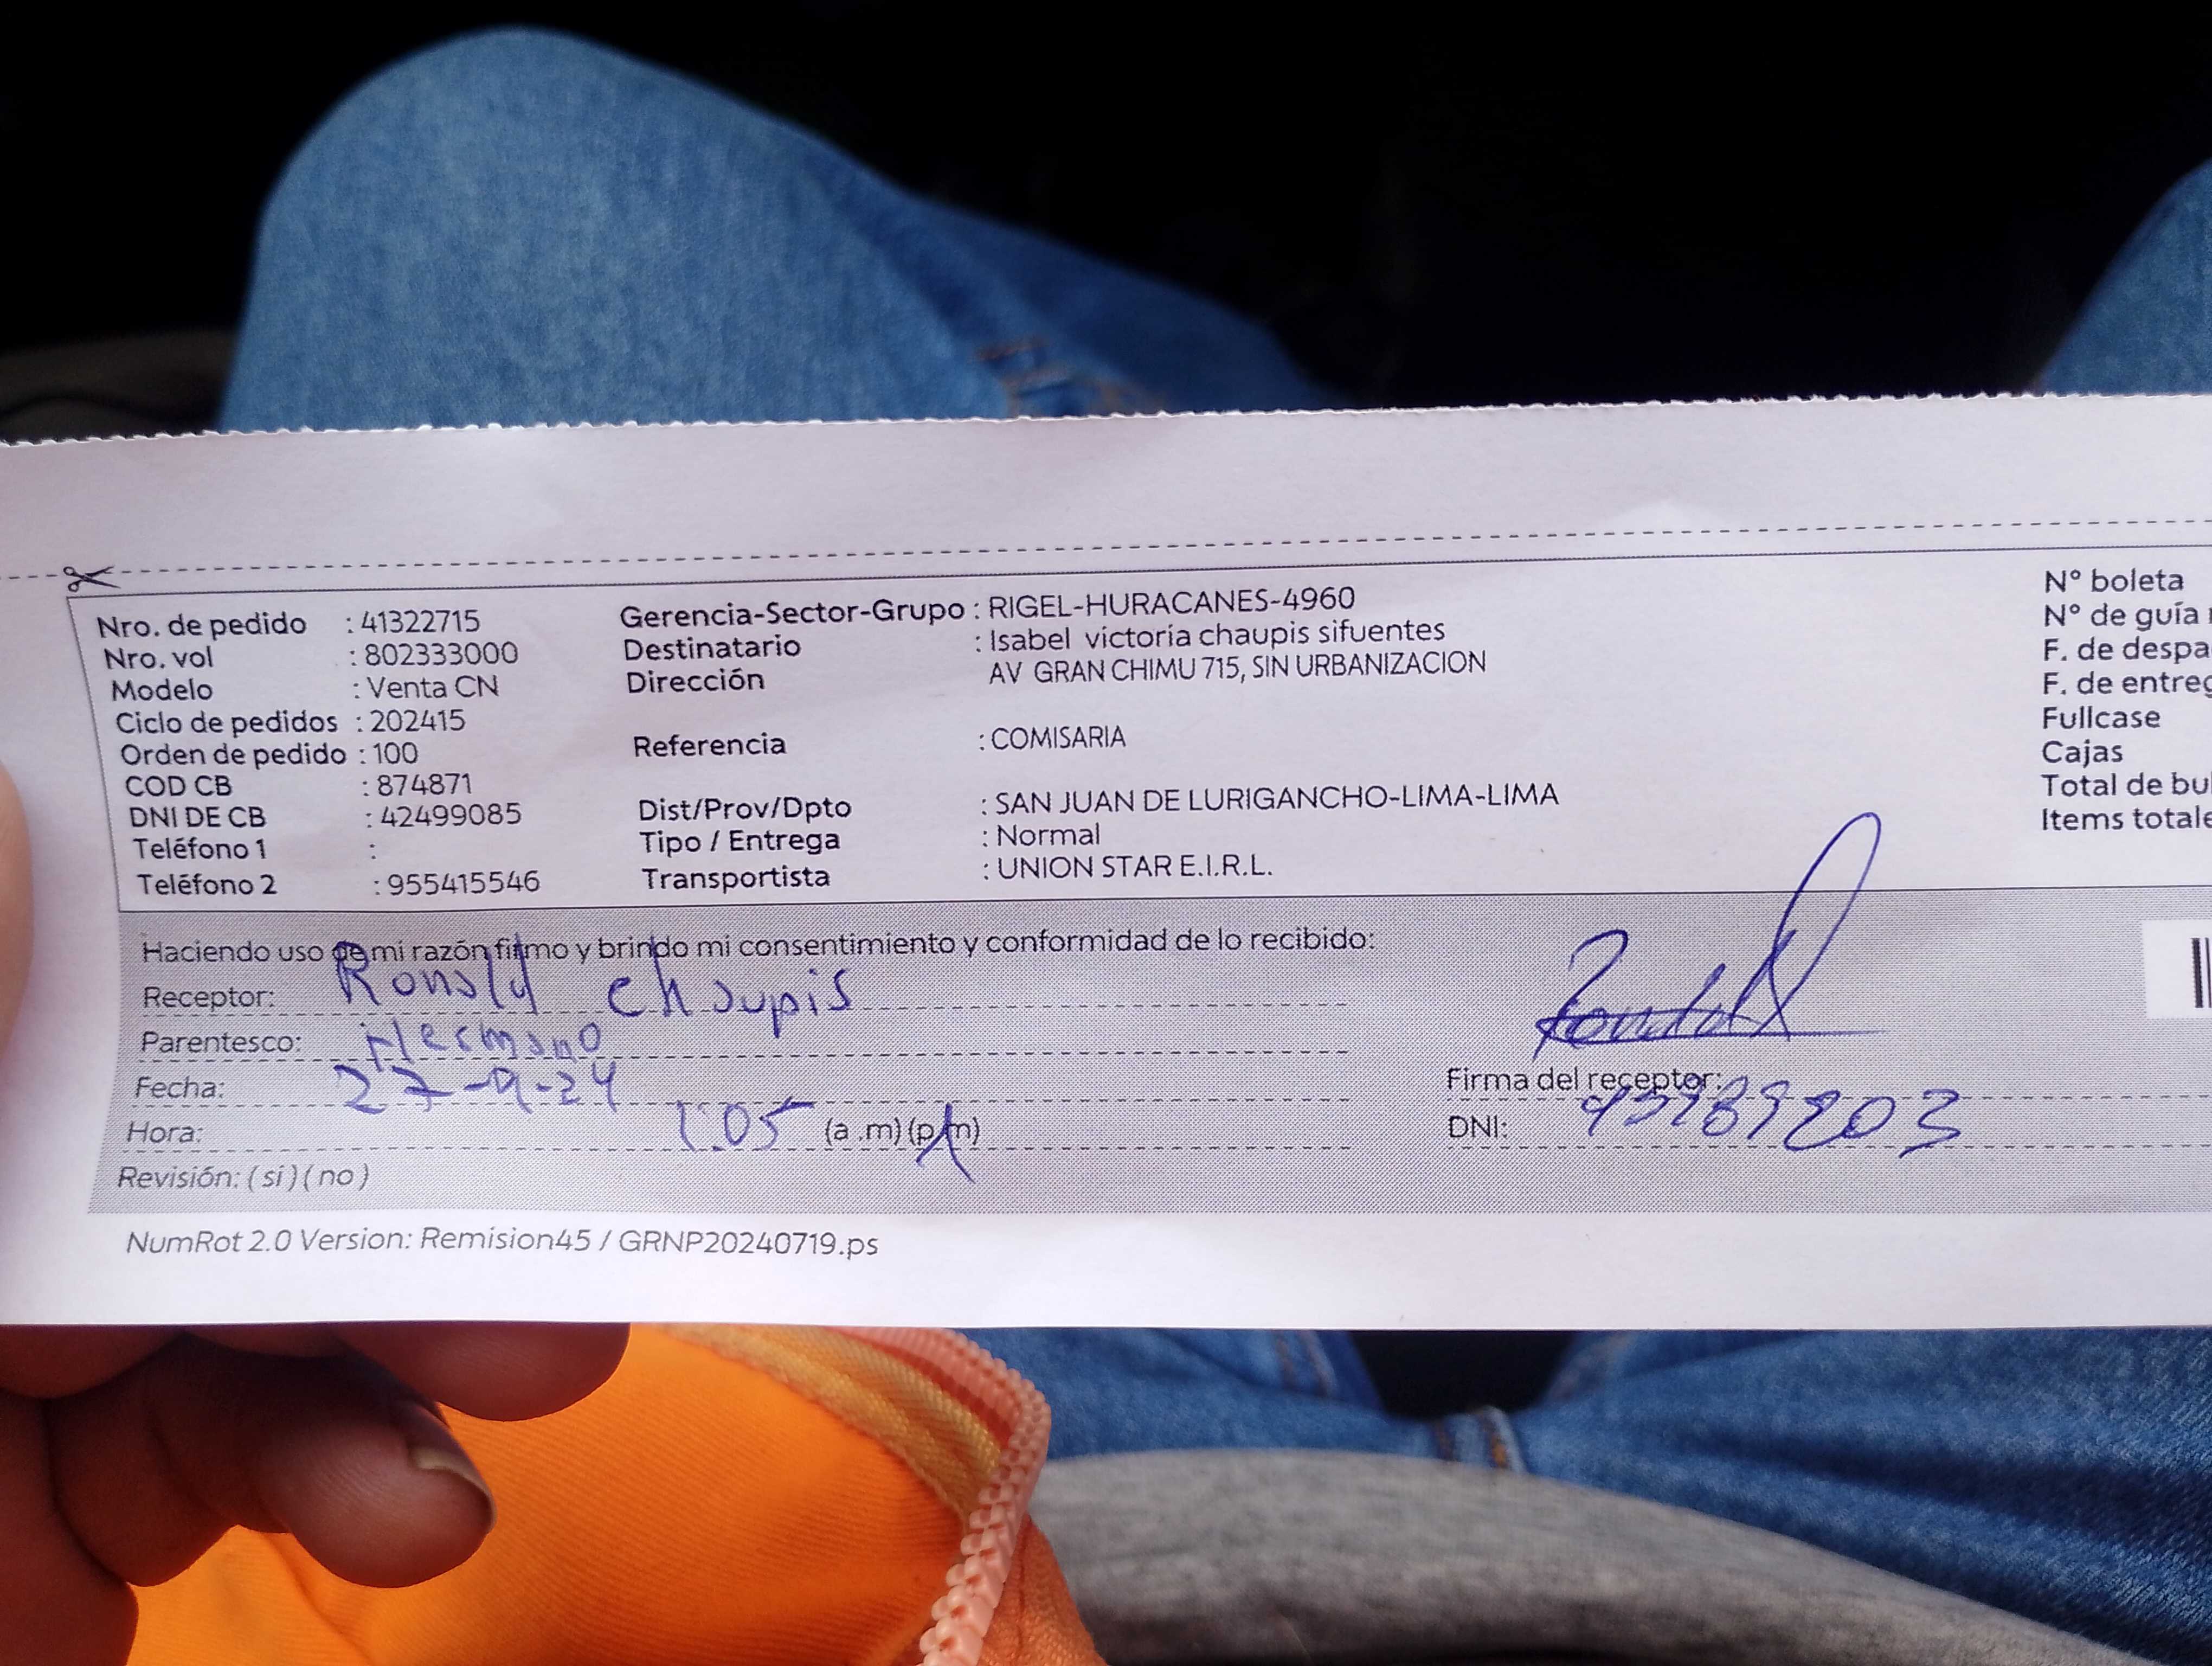 Nro. de pedido : 41322715
Nro. vol : 802333000
Modelo : Venta CN
Ciclo de pedidos : 202415
Orden de pedido : 100
COD CB : 874871
DNI DE CB : 42499085
Teléfono 1 :
Teléfono 2 : 955415546
Gerencia-Sector-Grupo : RIGEL-HURACANES-4960
Destinatario : Isabel victoria chaupis sifuentes
Dirección AV GRAN CHIMU 715, SIN URBANIZACION
Referencia : COMISARIA
Dist/Prov/Dpto : SAN JUAN DE LURIGANCHO-LIMA-LIMA
Tipo / Entrega : Normal
Transportista : UNION STAR E.I.R.L.
N° boleta
N° de guía
F. de despa
F. de entreg
Fullcase
Cajas
Total de bul
Items totale
Haciendo uso de mi razón firmo y brindo mi consentimiento y conformidad de lo recibido:
Receptor: Ronald chaupis
Parentesco: Hermano
Fecha: 27-9-24
Hora: 1:05 (a .m) (p.m)
Revisión: ( si ) ( no )
Firma del receptor:
DNI:
NumRot 2.0 Version: Remision45 / GRNP20240719.ps